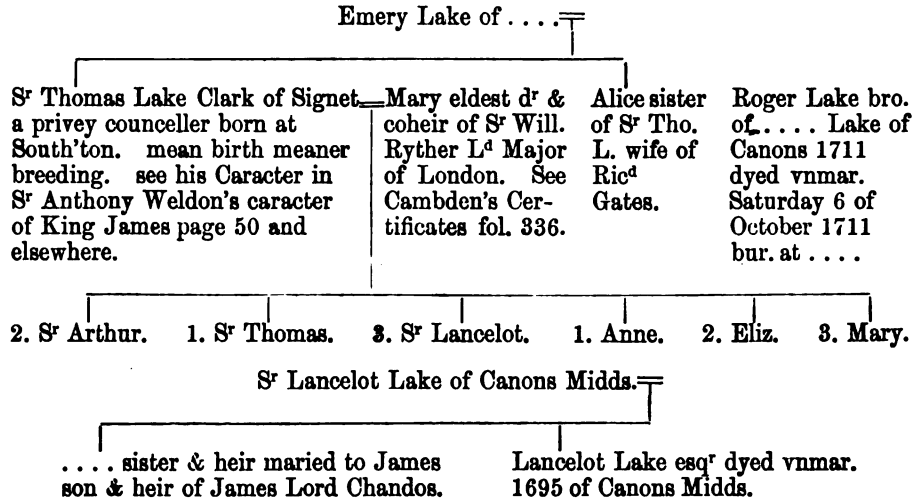 Emery Lake of . . . .
Sʳ Thomas Lake Clark of Signet
a privey counceller born at
South'ton. mean birth meaner
breeding. see his Caracter in
Sʳ Anthony Weldon's caracter
of King James page 50 and
elsewhere.
Mary eldest dʳ &
coheir of Sʳ Will.
Ryther Lᵈ Major
of London. See
Cambden's Cer-
tificates fol. 336.
Alice sister
of Sʳ Tho.
L. wife of
Ricᵈ
Gates.
Roger Lake bro.
of . . . . . Lake of
Canons 1711
dyed vnmar.
Saturday 6 of
October 1711
bur. at . . . .
2. Sʳ Arthur. 1. Sʳ Thomas. 3. Sʳ Lancelot. 1. Anne. 2. Eliz. 3. Mary.
Sʳ Lancelot Lake of Canons Midds.
. . . . sister & heir maried to James
son & heir of James Lord Chandos.
Lancelot Lake esqʳ dyed vnmar.
1695 of Canons Midds.